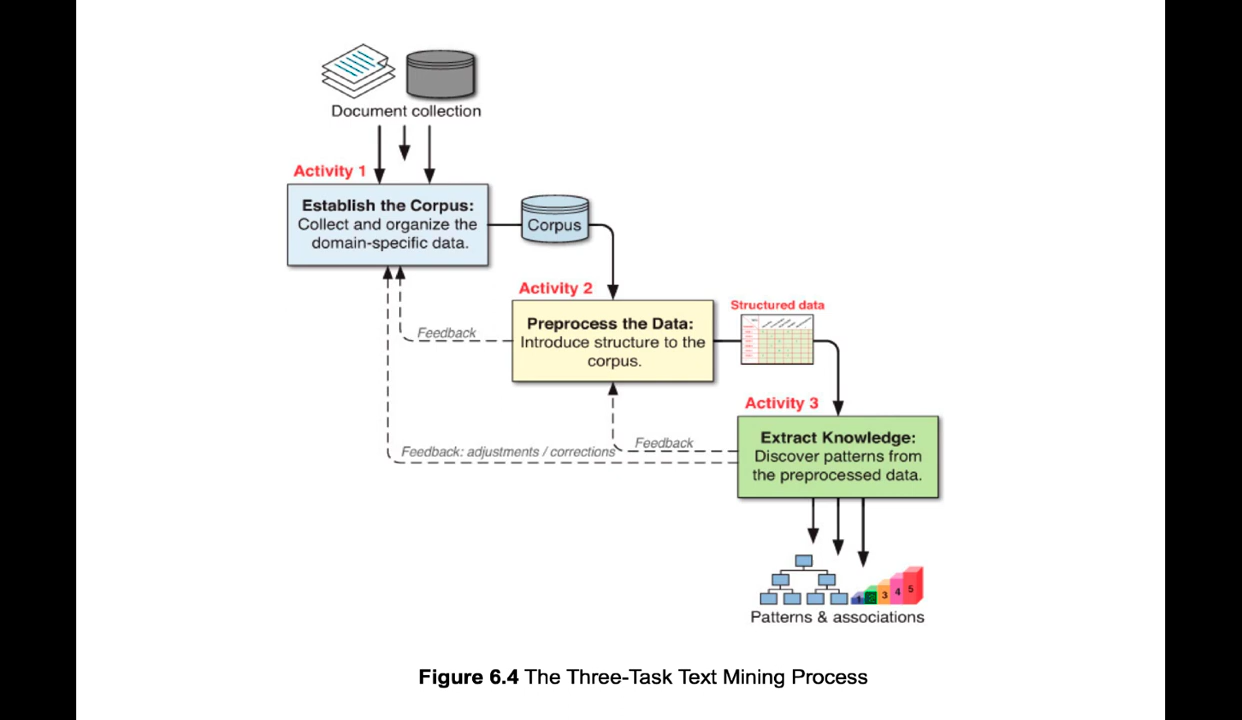 Document collection
Activity 1
Establish the Corpus:
Collect and organize the
domain-specific data.
Corpus
Activity 2
Preprocess the Data:
Introduce structure to the
corpus.
Feedback
Structured data
Activity 3
Extract Knowledge:
Discover patterns from
the preprocessed data.
Feedback
Feedback: adjustments / corrections
1 2 3 4 5
Patterns & associations
Figure 6.4 The Three-Task Text Mining Process